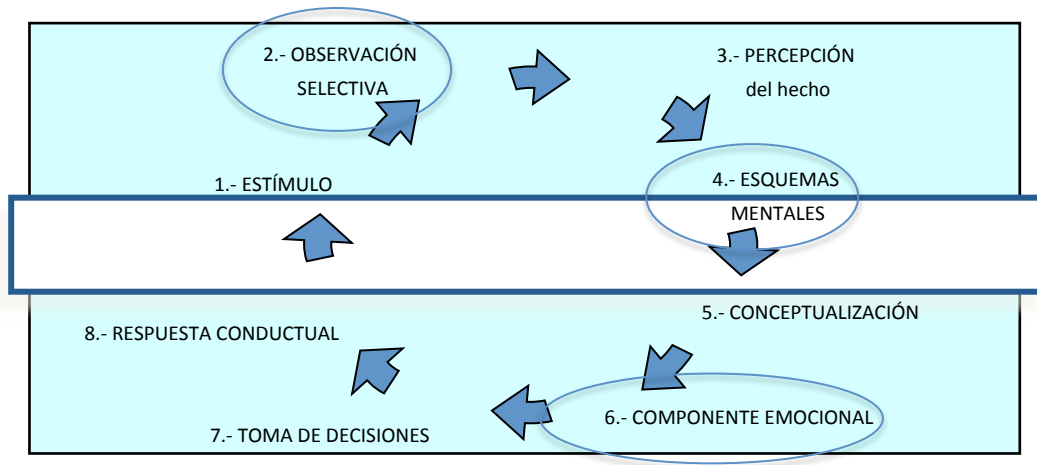 2.- OBSERVACIÓN
SELECTIVA
3.- PERCEPCIÓN
del hecho
1.- ESTÍMULO
4.- ESQUEMAS
MENTALES
5.- CONCEPTUALIZACIÓN
8.- RESPUESTA CONDUCTUAL
6.- COMPONENTE EMOCIONAL
7.- TOMA DE DECISIONES